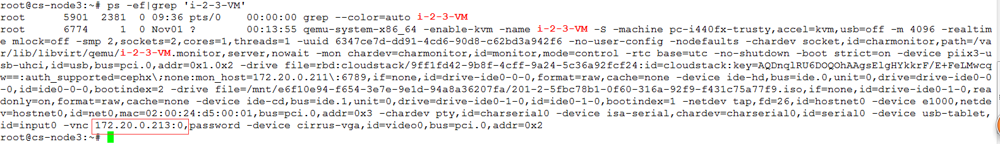 root@cs-node3:~# ps -ef|grep 'i-2-3-VM'
root      5901  2381  0 09:36 pts/0    00:00:00 grep --color=auto i-2-3-VM
root      6774     1  0 Nov01 ?        00:13:55 qemu-system-x86_64 -enable-kvm -name i-2-3-VM -S -machine pc-i440fx-trusty,accel=kvm,usb=off -m 4096 -realtim
e mlock=off -smp 2,sockets=2,cores=1,threads=1 -uuid 6347ce7d-dd91-4cd6-90d8-c62bd3a942f6 -no-user-config -nodefaults -chardev socket,id=charmonitor,path=/va
r/lib/libvirt/qemu/i-2-3-VM.monitor,server,nowait -mon chardev=charmonitor,id=monitor,mode=control -rtc base=utc -no-shutdown -boot strict=on -device piix3-u
sb-uhci,id=usb,bus=pci.0,addr=0x1.0x2 -drive file=rbd:cloudstack/9ff1fd42-9b8f-4cff-9a24-5c36a92fcf24:id=cloudstack:key=AQDnqlRU6DOQOhAAgsElgHYkkrF/E+FeLMwcq
w==:auth_supported=cephx\;none:mon_host=172.20.0.211\:6789,if=none,id=drive-ide0-0-0,format=raw,cache=none -device ide-hd,bus=ide.0,unit=0,drive=drive-ide0-0
-0,id=ide0-0-0,bootindex=2 -drive file=/mnt/e6f10e94-f654-3e7e-9e1d-94a8a36207fa/201-2-5fbc78b1-0f60-316a-92f9-f431c75a77f9.iso,if=none,id=drive-ide0-1-0,rea
donly=on,format=raw,cache=none -device ide-cd,bus=ide.1,unit=0,drive=drive-ide0-1-0,id=ide0-1-0,bootindex=1 -netdev tap,fd=26,id=hostnet0 -device e1000,netde
v=hostnet0,id=net0,mac=02:00:24:d5:00:01,bus=pci.0,addr=0x3 -chardev pty,id=charserial0 -device isa-serial,chardev=charserial0,id=serial0 -device usb-tablet,
id=input0 -vnc 172.20.0.213:0,password -device cirrus-vga,id=video0,bus=pci.0,addr=0x2
root@cs-node3:~#